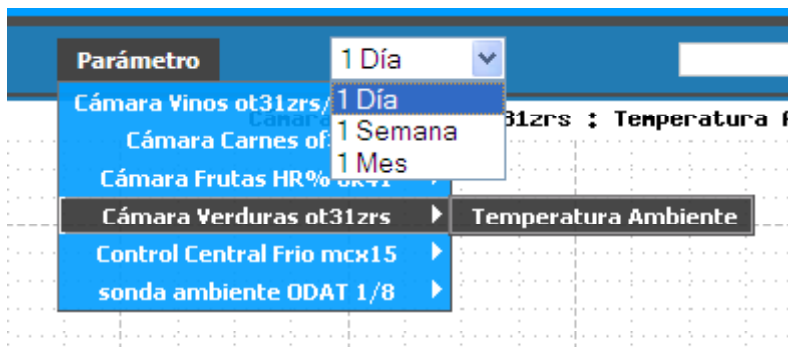 Parámetro
1 Día
Cámara Vinos ot31zrs/
1 Día
31zrs : Temperatura
Cámara Carnes of
1 Semana
1 Mes
Cámara Frutas HR%
Cámara Verduras ot31zrs
Temperatura Ambiente
Control Central Frio mcx15
sonda ambiente ODAT 1/8